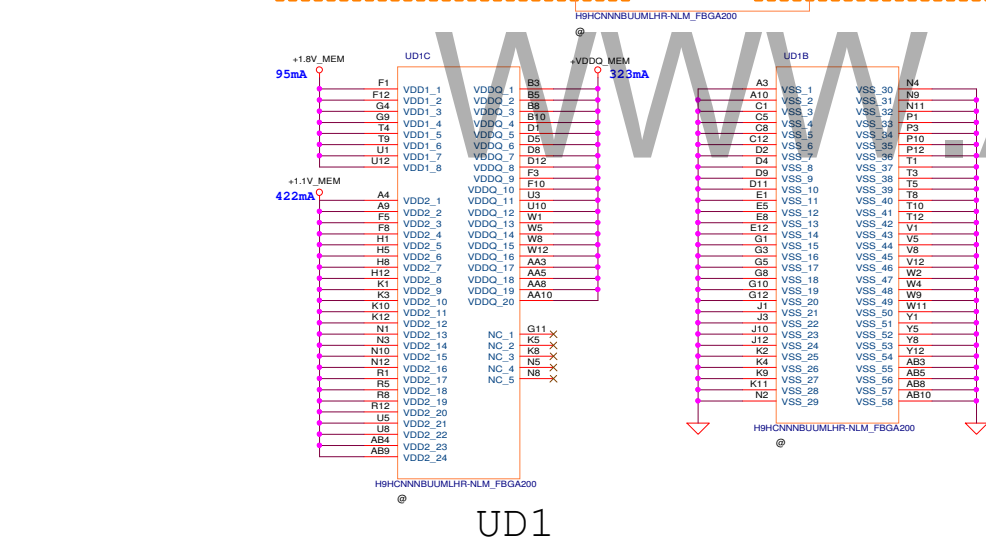 H9HCNNNBUUMLHR-NLM_FBGA200
@
WWW.
UD1C
+1.8V_MEM
95mA
+VDDQ_MEM
323mA
F1 VDD1_1 VDDQ_1 B3
F12 VDD1_2 VDDQ_2 B5
G4 VDD1_3 VDDQ_3 B8
G9 VDD1_4 VDDQ_4 B10
T4 VDD1_5 VDDQ_5 D1
T9 VDD1_6 VDDQ_6 D5
U1 VDD1_7 VDDQ_7 D8
U12 VDD1_8 VDDQ_8 D12
VDDQ_9 F3
+1.1V_MEM
422mA
VDDQ_10 F10
A4 VDD2_1 VDDQ_11 U3
A9 VDD2_2 VDDQ_12 U10
F5 VDD2_3 VDDQ_13 W1
F8 VDD2_4 VDDQ_14 W5
H1 VDD2_5 VDDQ_15 W8
H5 VDD2_6 VDDQ_16 W12
H8 VDD2_7 VDDQ_17 AA3
H12 VDD2_8 VDDQ_18 AA5
K1 VDD2_9 VDDQ_19 AA8
K3 VDD2_10 VDDQ_20 AA10
K10 VDD2_11
K12 VDD2_12
N1 VDD2_13 NC_1 G11
N3 VDD2_14 NC_2 K5
N10 VDD2_15 NC_3 K8
N12 VDD2_16 NC_4 N5
R1 VDD2_17 NC_5 N8
R5 VDD2_18
R8 VDD2_19
R12 VDD2_20
U5 VDD2_21
U8 VDD2_22
AB4 VDD2_23
AB9 VDD2_24
H9HCNNNBUUMLHR-NLM_FBGA200
@
UD1B
A3 VSS_1 VSS_30 N4
A10 VSS_2 VSS_31 N9
C1 VSS_3 VSS_32 N11
C5 VSS_4 VSS_33 P1
C8 VSS_5 VSS_34 P3
C12 VSS_6 VSS_35 P10
D2 VSS_7 VSS_36 P12
D4 VSS_8 VSS_37 T1
D9 VSS_9 VSS_38 T3
D11 VSS_10 VSS_39 T5
E1 VSS_11 VSS_40 T8
E5 VSS_12 VSS_41 T10
E8 VSS_13 VSS_42 T12
E12 VSS_14 VSS_43 V1
G1 VSS_15 VSS_44 V5
G3 VSS_16 VSS_45 V8
G5 VSS_17 VSS_46 V12
G8 VSS_18 VSS_47 W2
G10 VSS_19 VSS_48 W4
G12 VSS_20 VSS_49 W9
J1 VSS_21 VSS_50 W11
J3 VSS_22 VSS_51 Y1
J10 VSS_23 VSS_52 Y5
J12 VSS_24 VSS_53 Y8
K2 VSS_25 VSS_54 Y12
K4 VSS_26 VSS_55 AB3
K9 VSS_27 VSS_56 AB5
K11 VSS_28 VSS_57 AB8
N2 VSS_29 VSS_58 AB10
H9HCNNNBUUMLHR-NLM_FBGA200
@
UD1